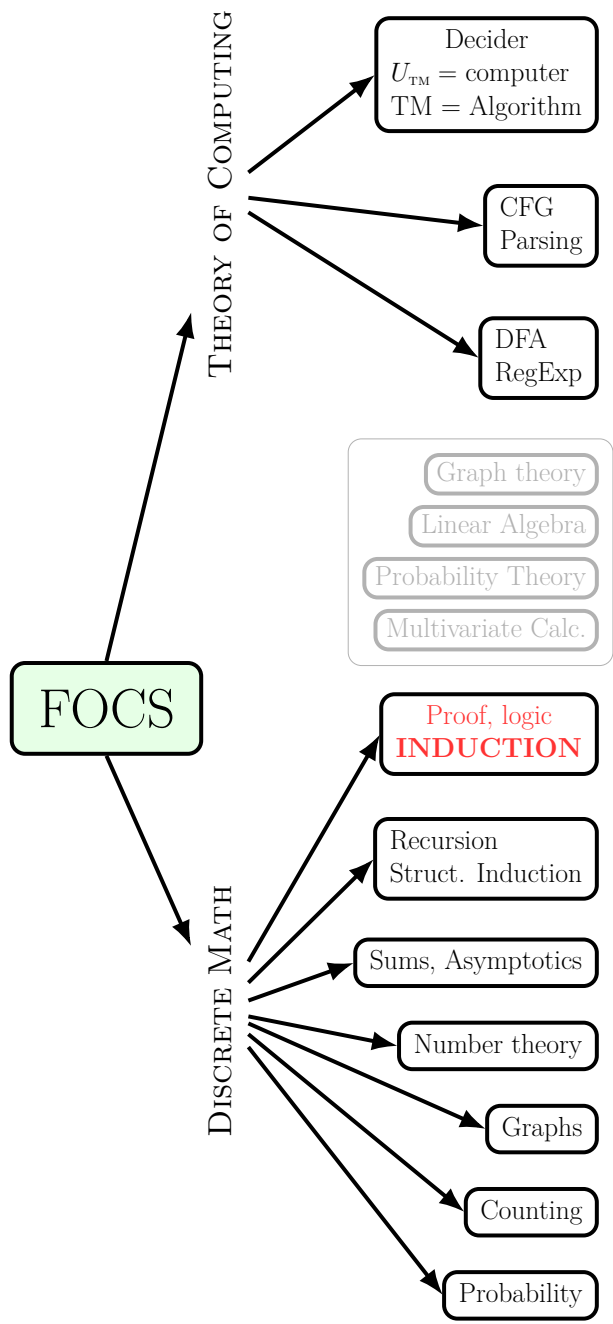 THEORY OF COMPUTING
Decider
U_TM = computer
TM = Algorithm
CFG
Parsing
DFA
RegExp
Graph theory
Linear Algebra
Probability Theory
Multivariate Calc.
FOCS
DISCRETE MATH
Proof, logic
INDUCTION
Recursion
Struct. Induction
Sums, Asymptotics
Number theory
Graphs
Counting
Probability